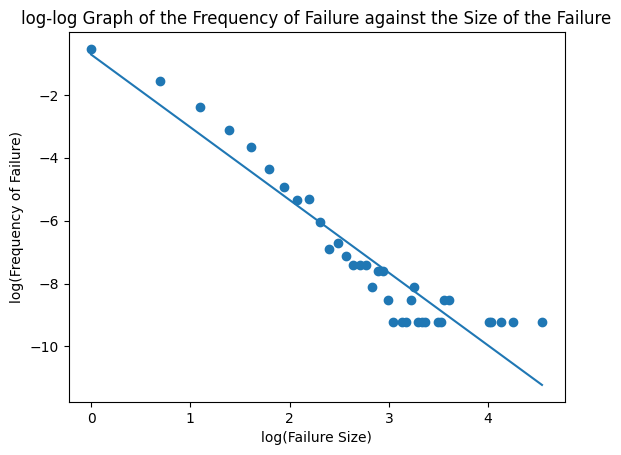 log-log Graph of the Frequency of Failure against the Size of the Failure
log(Frequency of Failure)
−2
−4
−6
−8
−10
0 1 2 3 4
log(Failure Size)